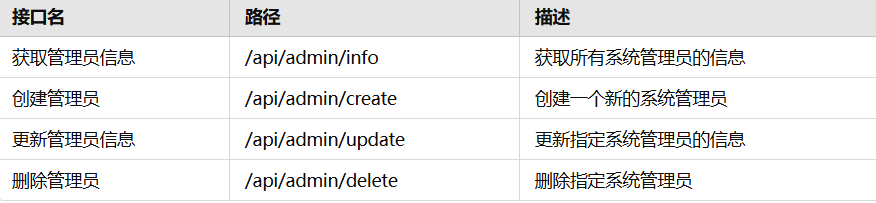 接口名 路径 描述
获取管理员信息 /api/admin/info 获取所有系统管理员的信息
创建管理员 /api/admin/create 创建一个新的系统管理员
更新管理员信息 /api/admin/update 更新指定系统管理员的信息
删除管理员 /api/admin/delete 删除指定系统管理员